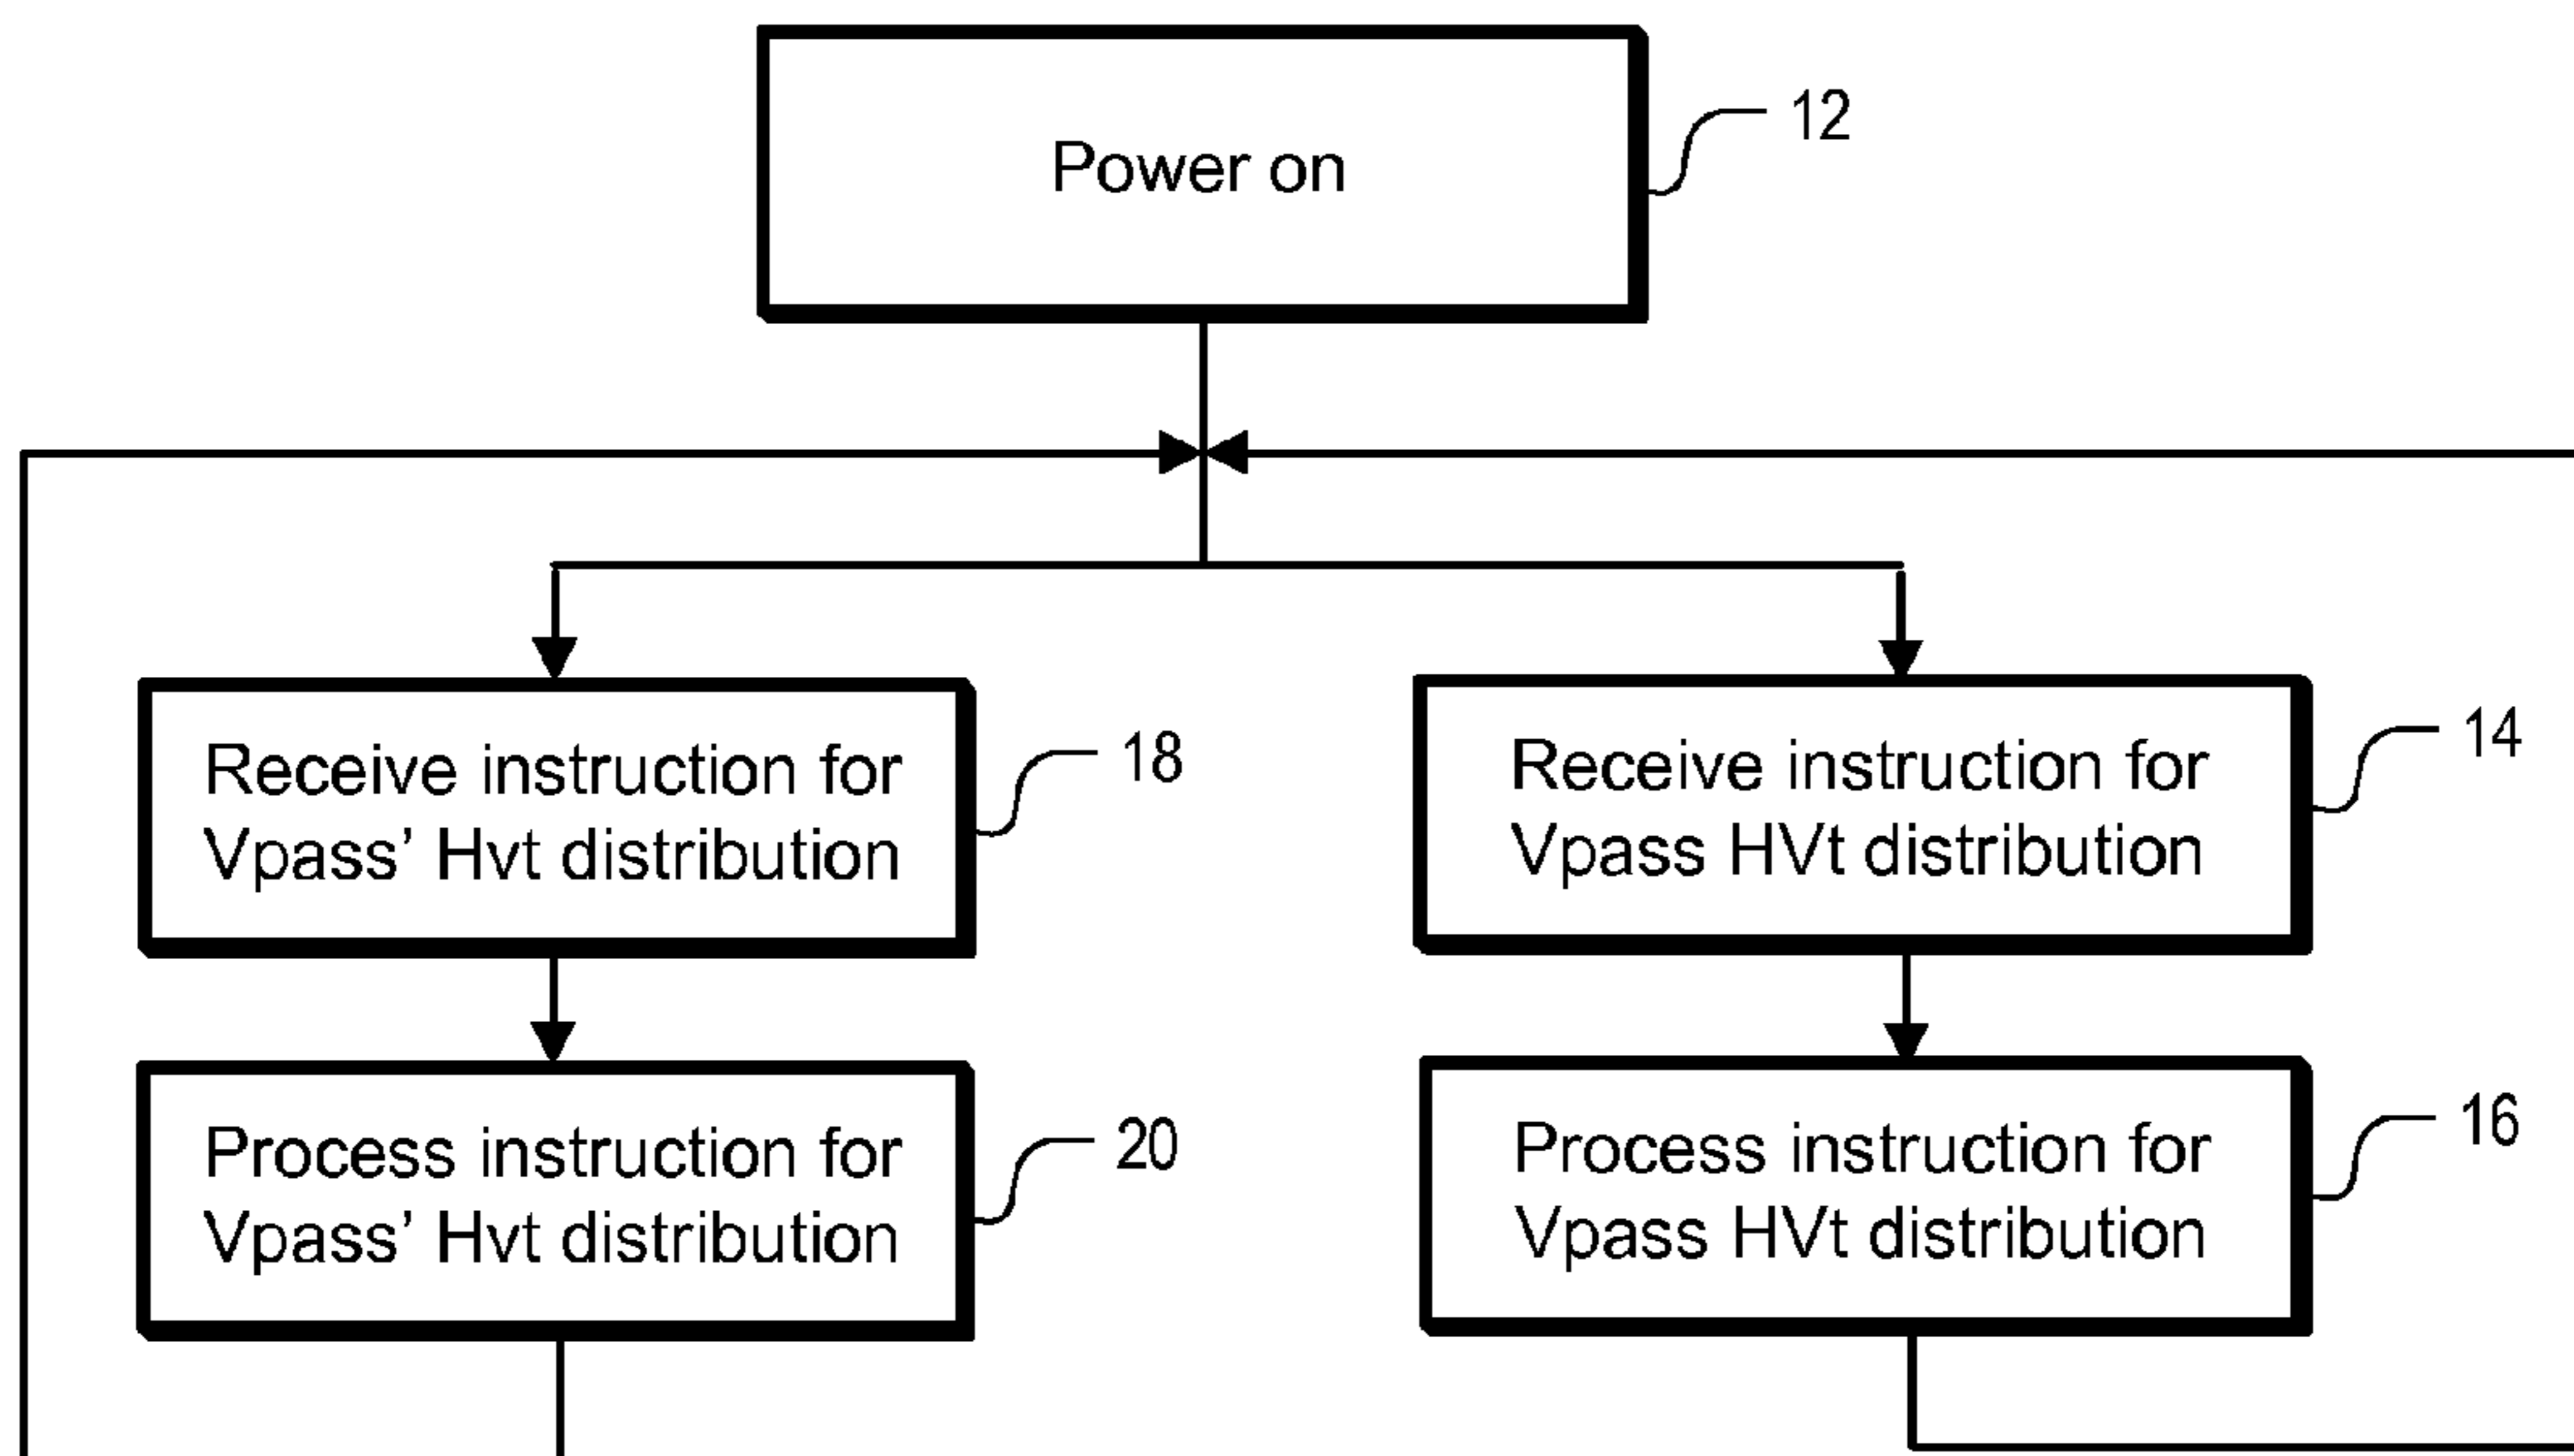 Power on
12
Receive instruction for
Vpass’ Hvt distribution
18
Receive instruction for
Vpass HVt distribution
14
Process instruction for
Vpass’ Hvt distribution
20
Process instruction for
Vpass HVt distribution
16